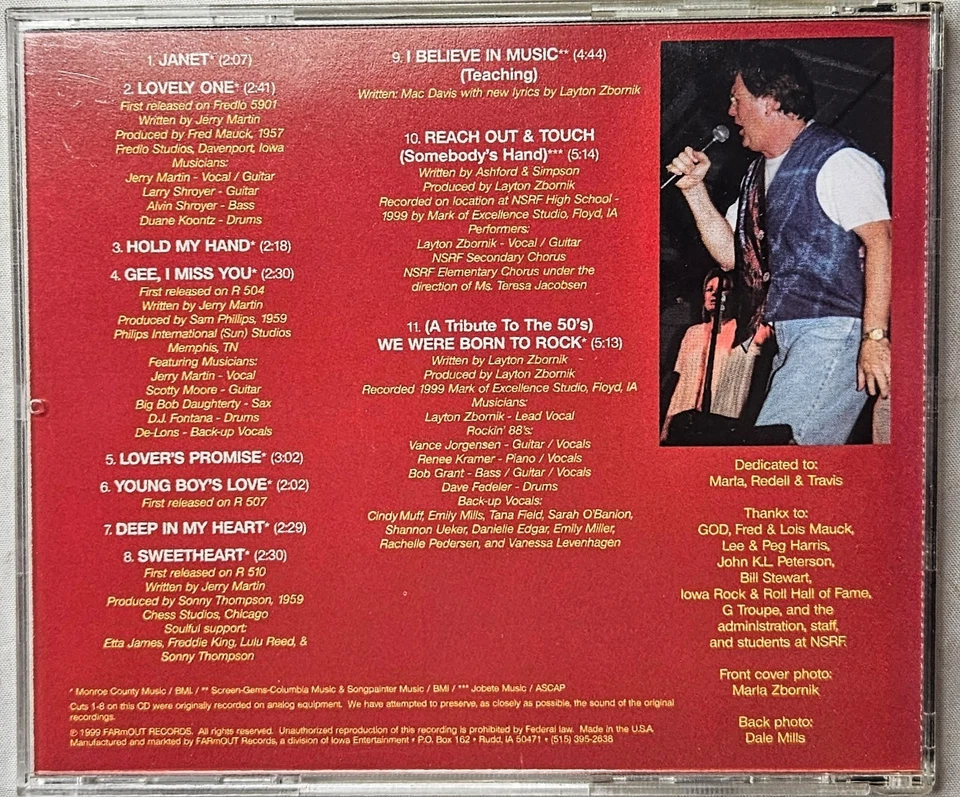 1. JANET* (2:07)
2. LOVELY ONE* (2:41)
First released on Fredlo 5901
Written by Jerry Martin
Produced by Fred Mauck, 1957
Fredlo Studios, Davenport, Iowa
Musicians:
Jerry Martin - Vocal / Guitar
Larry Shroyer - Guitar
Alvin Shroyer - Bass
Duane Koontz - Drums
3. HOLD MY HAND* (2:18)
4. GEE, I MISS YOU* (2:30)
First released on R 504
Written by Jerry Martin
Produced by Sam Phillips, 1959
Philips International (Sun) Studios
Memphis, TN
Featuring Musicians:
Jerry Martin - Vocal
Scotty Moore - Guitar
Big Bob Daughterty - Sax
D.J. Fontana - Drums
De-Lons - Back-up Vocals
5. LOVER'S PROMISE* (3:02)
6. YOUNG BOY'S LOVE* (2:02)
First released on R 507
7. DEEP IN MY HEART* (2:29)
8. SWEETHEART* (2:30)
First released on R 510
Written by Jerry Martin
Produced by Sonny Thompson, 1959
Chess Studios, Chicago
Soulful support:
Etta James, Freddie King, Lulu Reed, &
Sonny Thompson
9. I BELIEVE IN MUSIC** (4:44)
(Teaching)
Written: Mac Davis with new lyrics by Layton Zbornik
10. REACH OUT & TOUCH
(Somebody's Hand)*** (5:14)
Written by Ashford & Simpson
Produced by Layton Zbornik
Recorded on location at NSRF High School -
1999 by Mark of Excellence Studio, Floyd, IA
Performers:
Layton Zbornik - Vocal / Guitar
NSRF Secondary Chorus
NSRF Elementary Chorus under the
direction of Ms. Teresa Jacobsen
11. (A Tribute To The 50's)
WE WERE BORN TO ROCK* (5:13)
Written by Layton Zbornik
Produced by Layton Zbornik
Recorded 1999 Mark of Excellence Studio, Floyd, IA
Musicians:
Layton Zbornik - Lead Vocal
Rockin' 88's:
Vance Jorgensen - Guitar / Vocals
Renee Kramer - Piano / Vocals
Bob Grant - Bass / Guitar / Vocals
Dave Fedeler - Drums
Back-up Vocals:
Cindy Muff, Emily Mills, Tana Field, Sarah O'Banion,
Shannon Ueker, Danielle Edgar, Emily Miller,
Rachelle Pedersen, and Vanessa Levenhagen
Dedicated to:
Marla, Redell & Travis
Thankx to:
GOD, Fred & Lois Mauck,
Lee & Peg Harris,
John K.L. Peterson,
Bill Stewart,
Iowa Rock & Roll Hall of Fame,
G Troupe, and the
administration, staff,
and students at NSRF.
Front cover photo:
Marla Zbornik
Back photo:
Dale Mills
* Monroe County Music / BMI. / ** Screen-Gems-Columbia Music & Songpainter Music / BMI / *** Jobete Music / ASCAP
Cuts 1-8 on this CD were originally recorded on analog equipment. We have attempted to preserve, as closely as possible, the sound of the original
recordings.
℗ 1999 FARmOUT RECORDS. All rights reserved. Unauthorized reproduction of this recording is prohibited by Federal law. Made in the U.S.A.
Manufactured and markted by FARmOUT Records, a division of Iowa Entertainment • P.O. Box 162 • Rudd, IA 50471 • (515) 395-2638